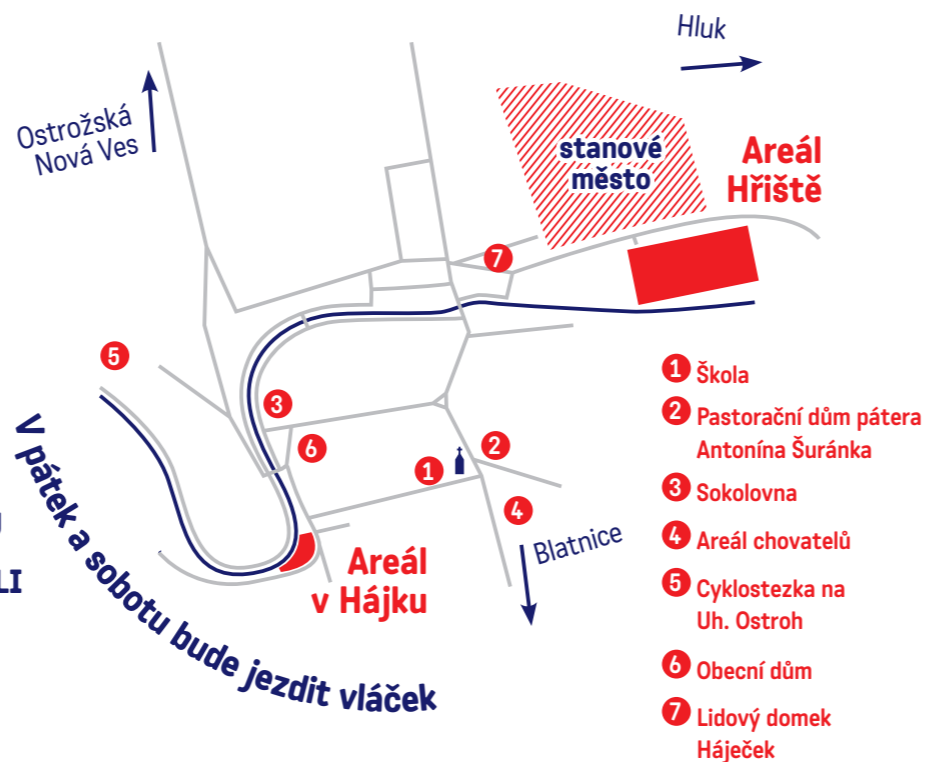 Hluk
Ostrožská
Nová Ves
stanové
město
Areál
Hřiště
7
5
3
6
1
2
4
Blatnice
Areál
v Hájku
V pátek a sobotu bude jezdit vláček
LI
1 Škola
2 Pastorační dům pátera
Antonína Šuránka
3 Sokolovna
4 Areál chovatelů
5 Cyklostezka na
Uh. Ostroh
6 Obecní dům
7 Lidový domek
Háječek